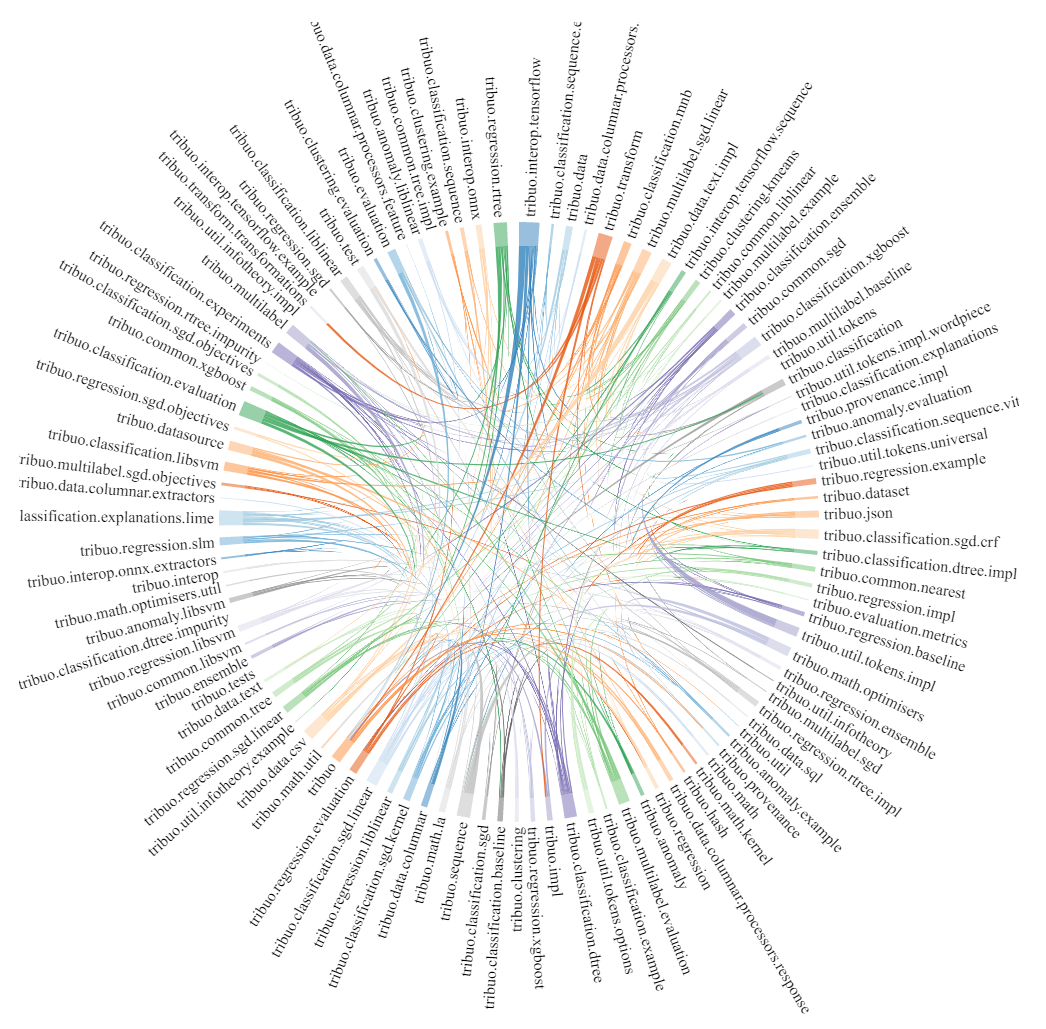 tribuo.interop.tensorflow
tribuo.classification.sequence.e
tribuo.data
tribuo.data.columnar.processors.
tribuo.transform
tribuo.classification.mnb
tribuo.multilabel.sgd.linear
tribuo.data.text.impl
tribuo.interop.tensorflow.sequence
tribuo.clustering.kmeans
tribuo.common.liblinear
tribuo.multilabel.example
tribuo.classification.ensemble
tribuo.common.sgd
tribuo.classification.xgboost
tribuo.multilabel.baseline
tribuo.util.tokens
tribuo.classification
tribuo.util.tokens.impl.wordpiece
tribuo.classification.explanations
tribuo.provenance.impl
tribuo.anomaly.evaluation
tribuo.classification.sequence.vit
tribuo.util.tokens.universal
tribuo.regression.example
tribuo.dataset
tribuo.json
tribuo.classification.sgd.crf
tribuo.classification.dtree.impl
tribuo.common.nearest
tribuo.regression.impl
tribuo.evaluation.metrics
tribuo.regression.baseline
tribuo.util.tokens.impl
tribuo.math.optimisers
tribuo.regression.ensemble
tribuo.util.infotheory
tribuo.multilabel.sgd
tribuo.regression.rtree.impl
tribuo.data.sql
tribuo.util
tribuo.anomaly.example
tribuo.provenance
tribuo.math
tribuo.math.kernel
tribuo.hash
tribuo.data.columnar.processors.response
tribuo.regression
tribuo.anomaly
tribuo.multilabel.evaluation
tribuo.classification.example
tribuo.util.tokens.options
tribuo.classification.dtree
tribuo.impl
tribuo.regression.xgboost
tribuo.clustering
tribuo.classification.baseline
tribuo.classification.sgd
tribuo.sequence
tribuo.math.la
tribuo.data.columnar
tribuo.classification.sgd.kernel
tribuo.regression.liblinear
tribuo.classification.sgd.linear
tribuo.regression.evaluation
tribuo
tribuo.math.util
tribuo.data.csv
tribuo.util.infotheory.example
tribuo.regression.sgd.linear
tribuo.common.tree
tribuo.data.text
tribuo.tests
tribuo.ensemble
tribuo.common.libsvm
tribuo.regression.libsvm
tribuo.classification.dtree.impurity
tribuo.anomaly.libsvm
tribuo.math.optimisers.util
tribuo.interop
tribuo.interop.onnx.extractors
tribuo.regression.slm
classification.explanations.lime
tribuo.data.columnar.extractors
tribuo.multilabel.sgd.objectives
tribuo.classification.libsvm
tribuo.datasource
tribuo.regression.sgd.objectives
tribuo.classification.evaluation
tribuo.common.xgboost
tribuo.classification.sgd.objectives
tribuo.regression.rtree.impurity
tribuo.classification.experiments
tribuo.multilabel
tribuo.util.infotheory.impl
tribuo.transform.transformations
tribuo.interop.tensorflow.example
tribuo.regression.sgd
tribuo.classification.liblinear
tribuo.test
tribuo.clustering.evaluation
tribuo.evaluation
buo.data.columnar.processors.feature
tribuo.anomaly.liblinear
tribuo.common.tree.impl
tribuo.clustering.example
tribuo.classification.sequence
tribuo.interop.onnx
tribuo.regression.rtree